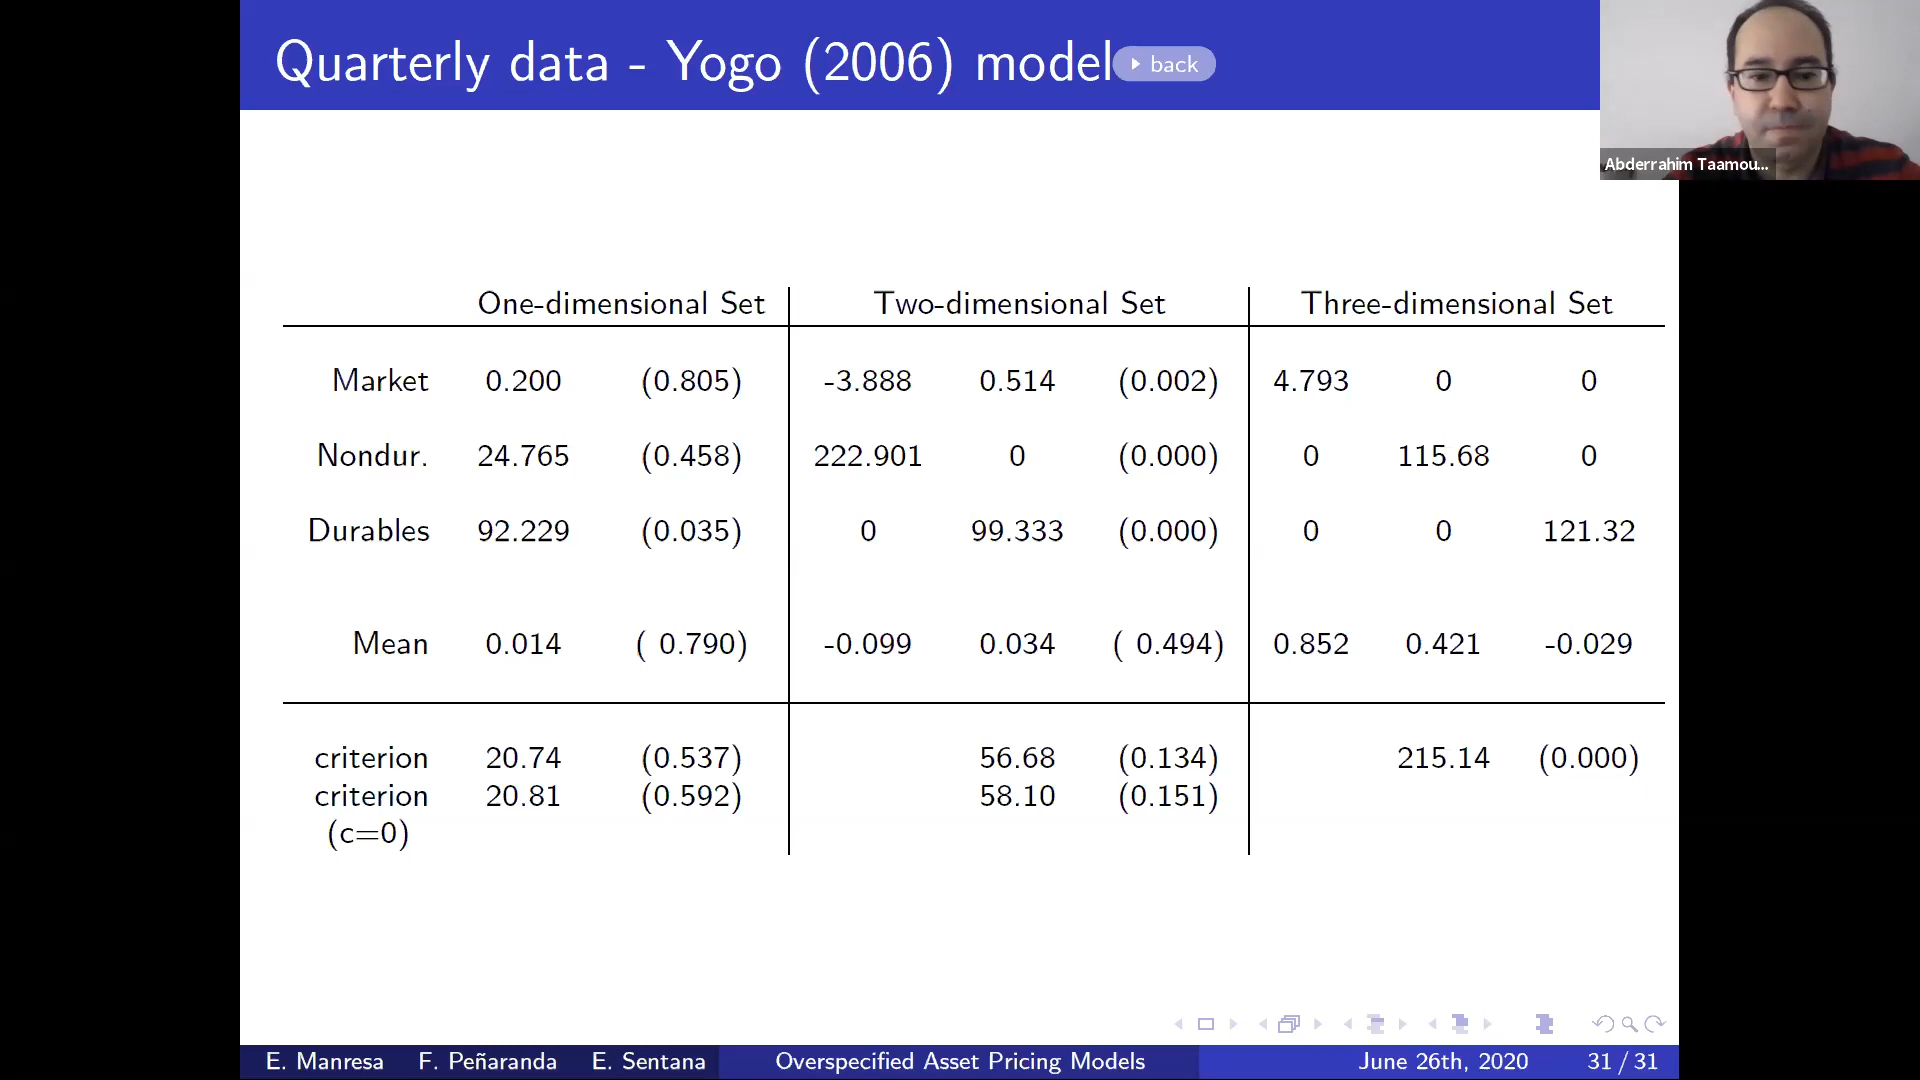 Quarterly data - Yogo (2006) model back
Abderrahim Taamou...
One-dimensional Set Two-dimensional Set Three-dimensional Set
Market 0.200 (0.805) -3.888 0.514 (0.002) 4.793 0 0
Nondur. 24.765 (0.458) 222.901 0 (0.000) 0 115.68 0
Durables 92.229 (0.035) 0 99.333 (0.000) 0 0 121.32
Mean 0.014 ( 0.790) -0.099 0.034 ( 0.494) 0.852 0.421 -0.029
criterion 20.74 (0.537) 56.68 (0.134) 215.14 (0.000)
criterion 20.81 (0.592) 58.10 (0.151)
(c=0)
E. Manresa F. Peñaranda E. Sentana Overspecified Asset Pricing Models June 26th, 2020 31 / 31